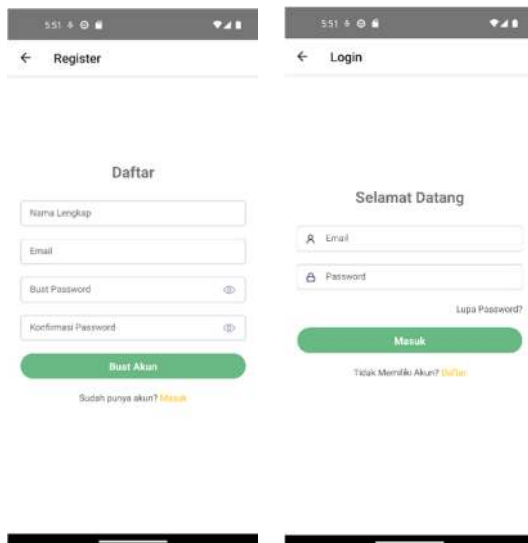 5:51
Register
Daftar
Nama Lengkap
Email
Buat Password
Konfirmasi Password
Buat Akun
Sudah punya akun? Masuk
5:51
Login
Selamat Datang
Email
Password
Lupa Password?
Masuk
Tidak Memiliki Akun? Daftar